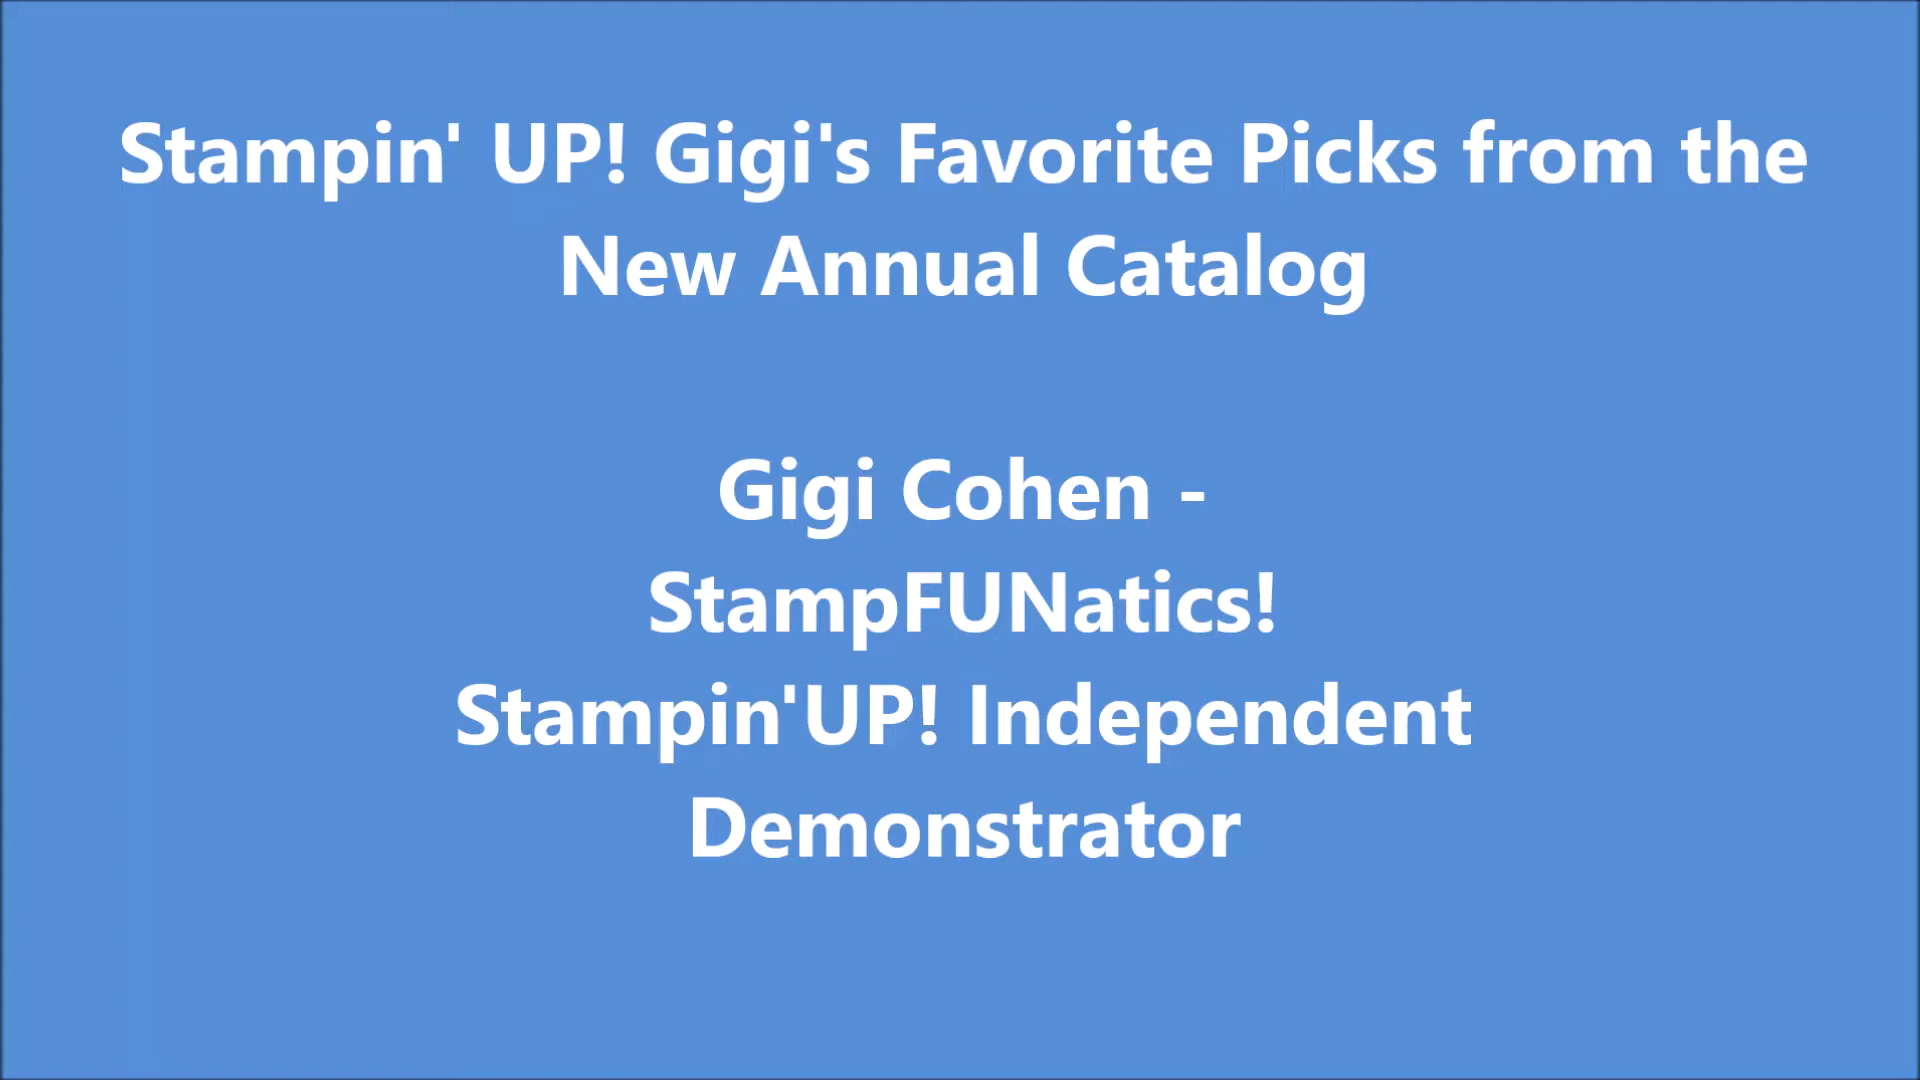 Stampin' UP! Gigi's Favorite Picks from the
New Annual Catalog
Gigi Cohen -
StampFUNatics!
Stampin'UP! Independent
Demonstrator